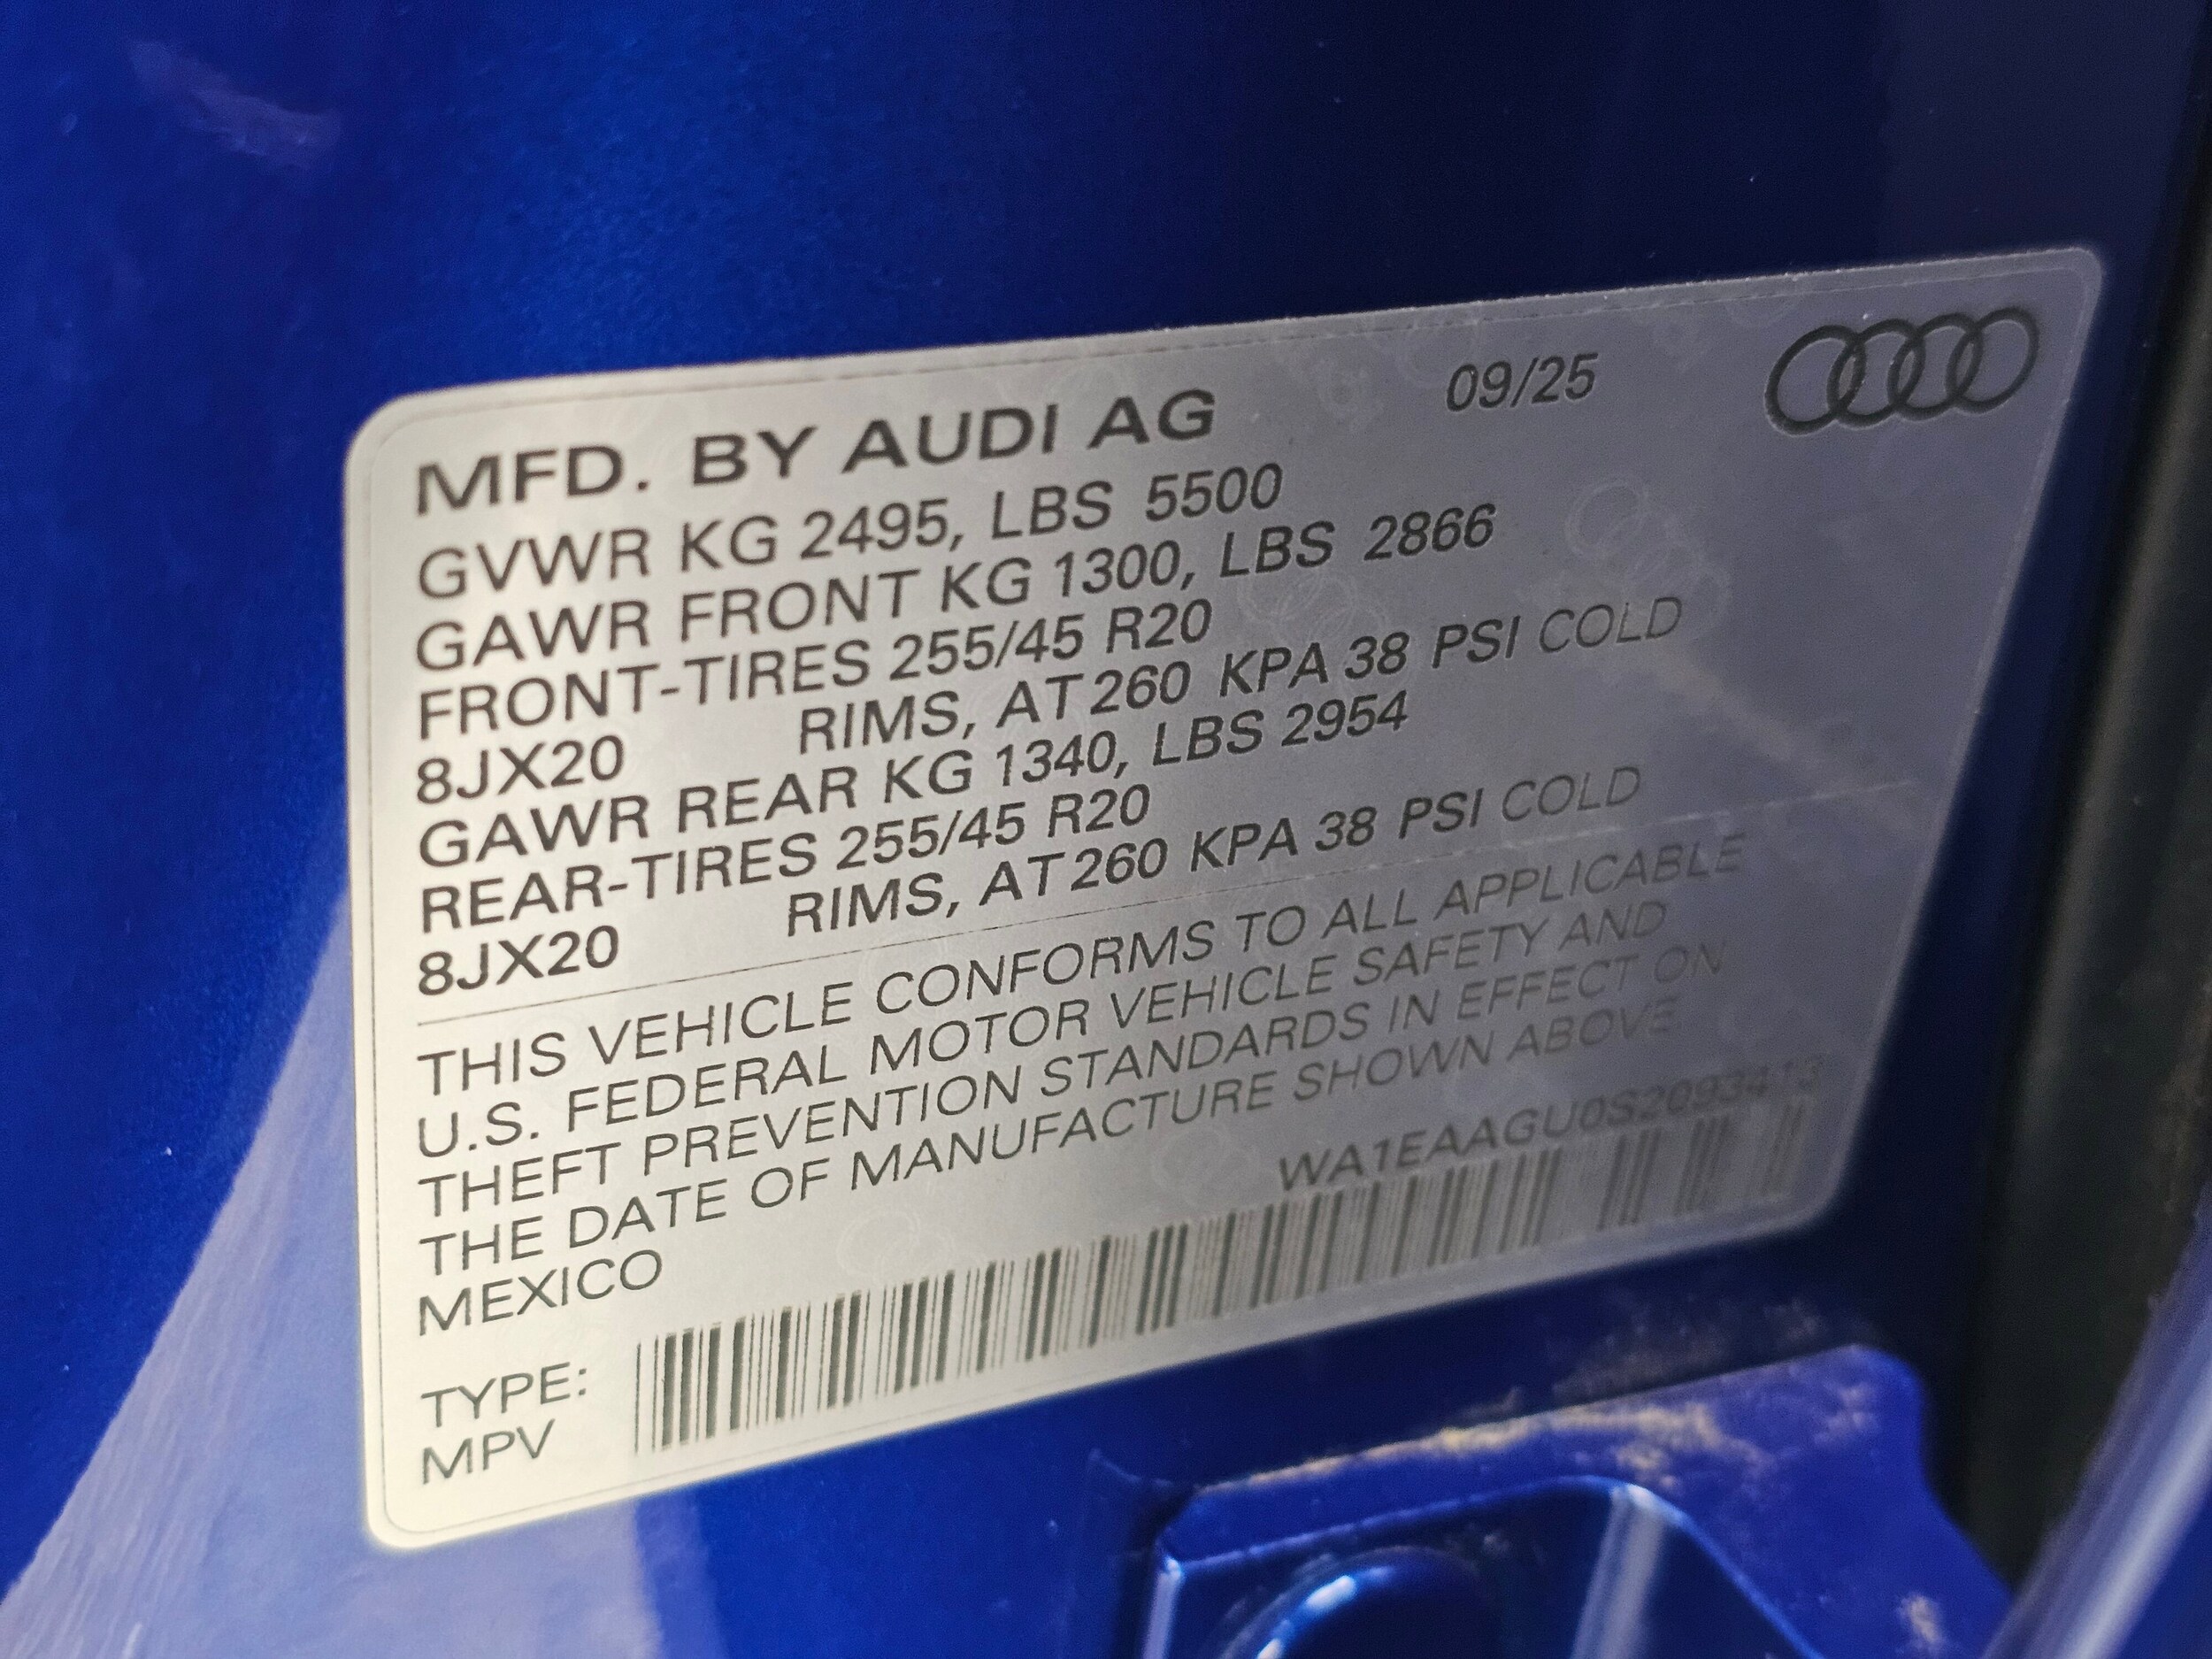 MFD. BY AUDI AG 09/25
GVWR KG 2495, LBS 5500
GAWR FRONT KG 1300, LBS 2866
FRONT-TIRES 255/45 R20
8JX20 RIMS, AT 260 KPA 38 PSI COLD
GAWR REAR KG 1340, LBS 2954
REAR-TIRES 255/45 R20
8JX20 RIMS, AT 260 KPA 38 PSI COLD
THIS VEHICLE CONFORMS TO ALL APPLICABLE
U.S. FEDERAL MOTOR VEHICLE SAFETY AND
THEFT PREVENTION STANDARDS IN EFFECT ON
THE DATE OF MANUFACTURE SHOWN ABOVE
MEXICO
WA1EAAGU0S2093413
TYPE:
MPV